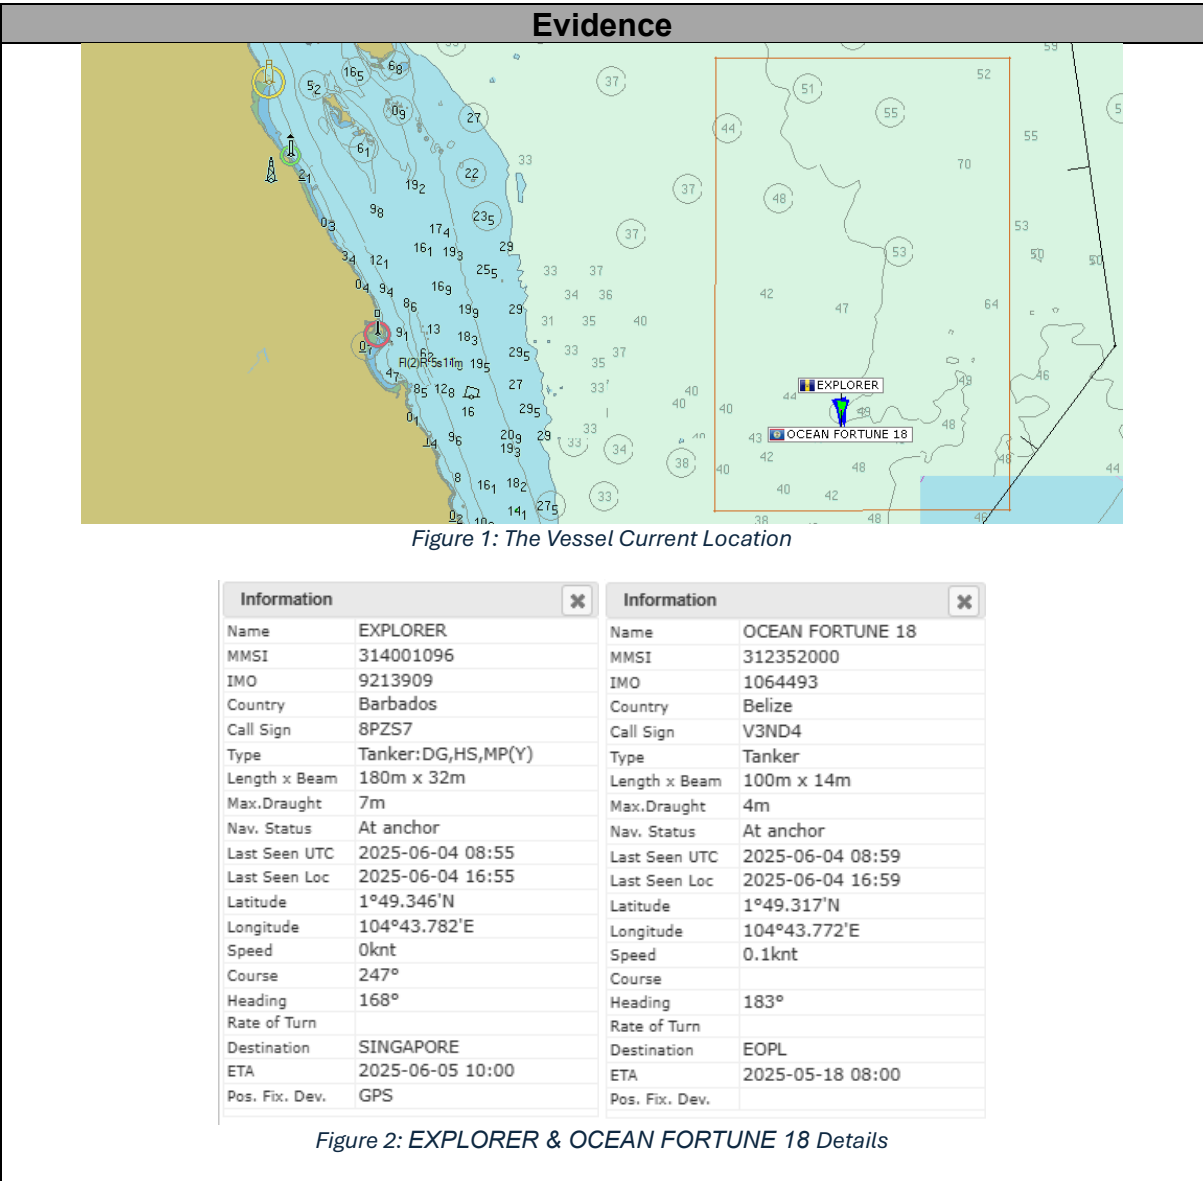 Evidence
EXPLORER
OCEAN FORTUNE 18
Fl(2)R 5s11m
Figure 1: The Vessel Current Location
Information
Name EXPLORER
MMSI 314001096
IMO 9213909
Country Barbados
Call Sign 8PZS7
Type Tanker:DG,HS,MP(Y)
Length x Beam 180m x 32m
Max.Draught 7m
Nav. Status At anchor
Last Seen UTC 2025-06-04 08:55
Last Seen Loc 2025-06-04 16:55
Latitude 1°49.346'N
Longitude 104°43.782'E
Speed 0knt
Course 247°
Heading 168°
Rate of Turn
Destination SINGAPORE
ETA 2025-06-05 10:00
Pos. Fix. Dev. GPS
Information
Name OCEAN FORTUNE 18
MMSI 312352000
IMO 1064493
Country Belize
Call Sign V3ND4
Type Tanker
Length x Beam 100m x 14m
Max.Draught 4m
Nav. Status At anchor
Last Seen UTC 2025-06-04 08:59
Last Seen Loc 2025-06-04 16:59
Latitude 1°49.317'N
Longitude 104°43.772'E
Speed 0.1knt
Course
Heading 183°
Rate of Turn
Destination EOPL
ETA 2025-05-18 08:00
Pos. Fix. Dev.
Figure 2: EXPLORER & OCEAN FORTUNE 18 Details